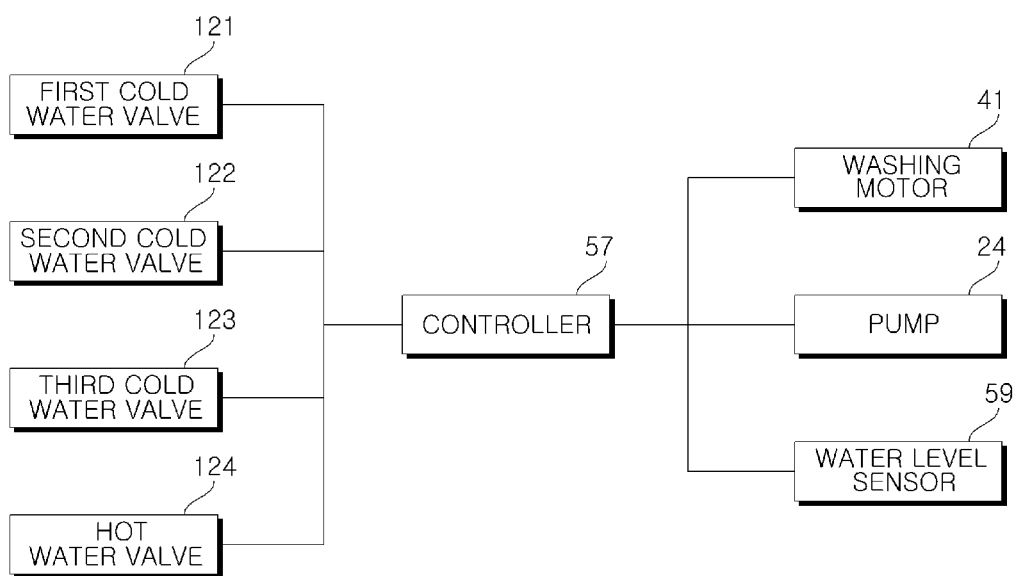 121
FIRST COLD
WATER VALVE
122
SECOND COLD
WATER VALVE
123
THIRD COLD
WATER VALVE
124
HOT
WATER VALVE
57
CONTROLLER
41
WASHING
MOTOR
24
PUMP
59
WATER LEVEL
SENSOR